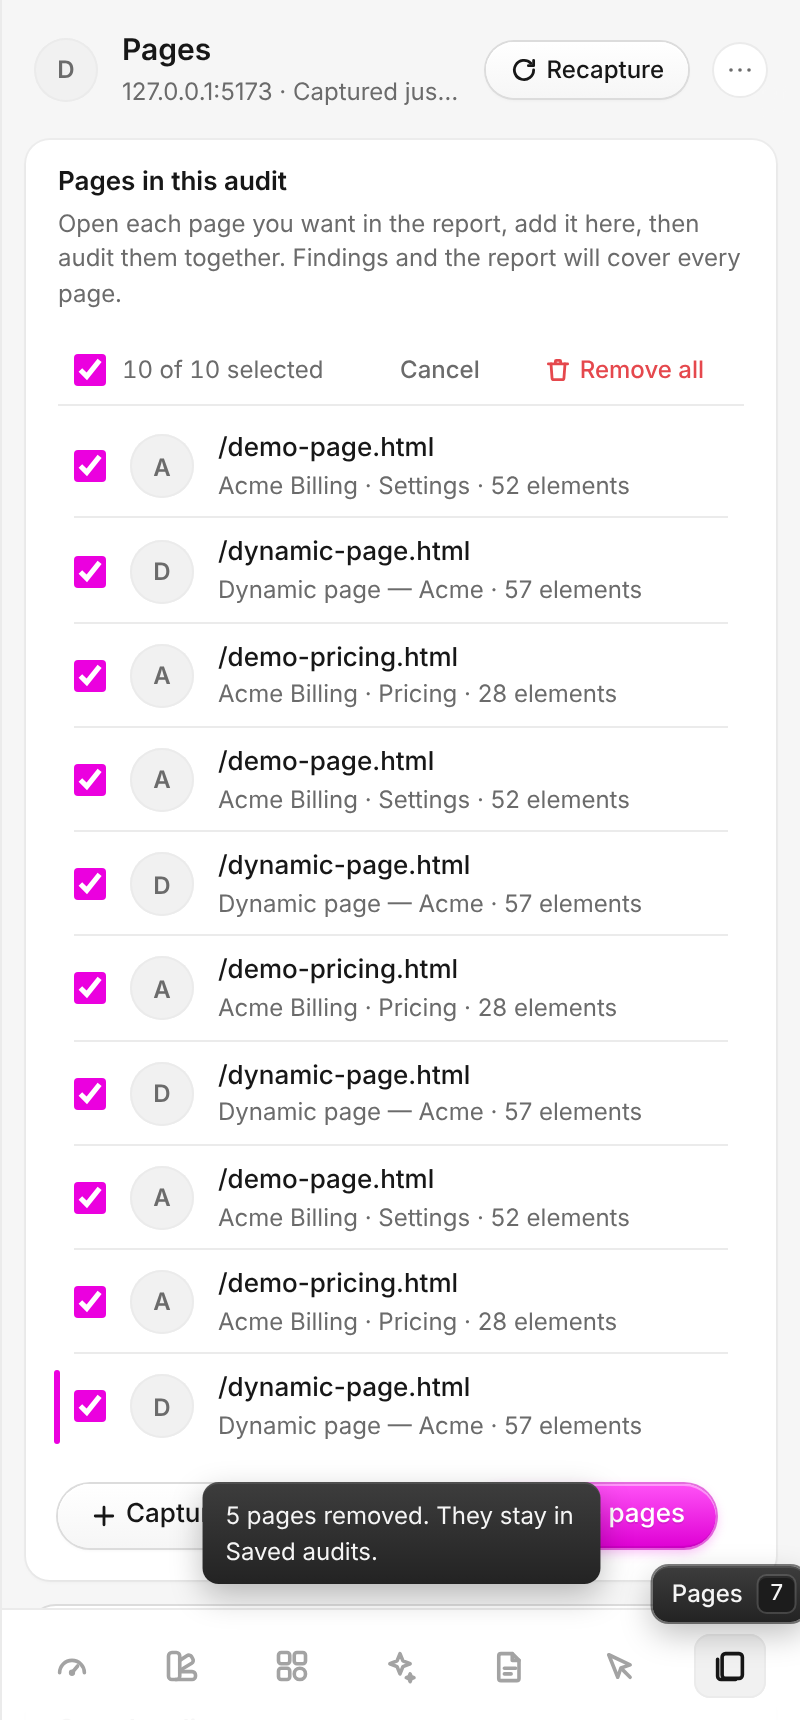 D
Pages
127.0.0.1:5173 · Captured jus...
Recapture
Pages in this audit
Open each page you want in the report, add it here, then
audit them together. Findings and the report will cover every
page.
10 of 10 selected
Cancel
Remove all
A
/demo-page.html
Acme Billing · Settings · 52 elements
D
/dynamic-page.html
Dynamic page — Acme · 57 elements
A
/demo-pricing.html
Acme Billing · Pricing · 28 elements
A
/demo-page.html
Acme Billing · Settings · 52 elements
D
/dynamic-page.html
Dynamic page — Acme · 57 elements
A
/demo-pricing.html
Acme Billing · Pricing · 28 elements
D
/dynamic-page.html
Dynamic page — Acme · 57 elements
A
/demo-page.html
Acme Billing · Settings · 52 elements
A
/demo-pricing.html
Acme Billing · Pricing · 28 elements
D
/dynamic-page.html
Dynamic page — Acme · 57 elements
+ Captu
5 pages removed. They stay in
Saved audits.
pages
Pages 7